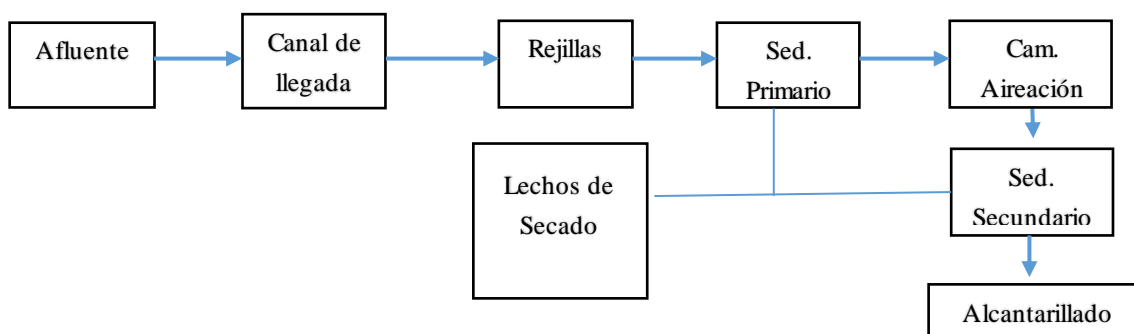 Afluente
Canal de
llegada
Rejillas
Sed.
Primario
Cam.
Aireación
Lechos de
Secado
Sed.
Secundario
Alcantarillado